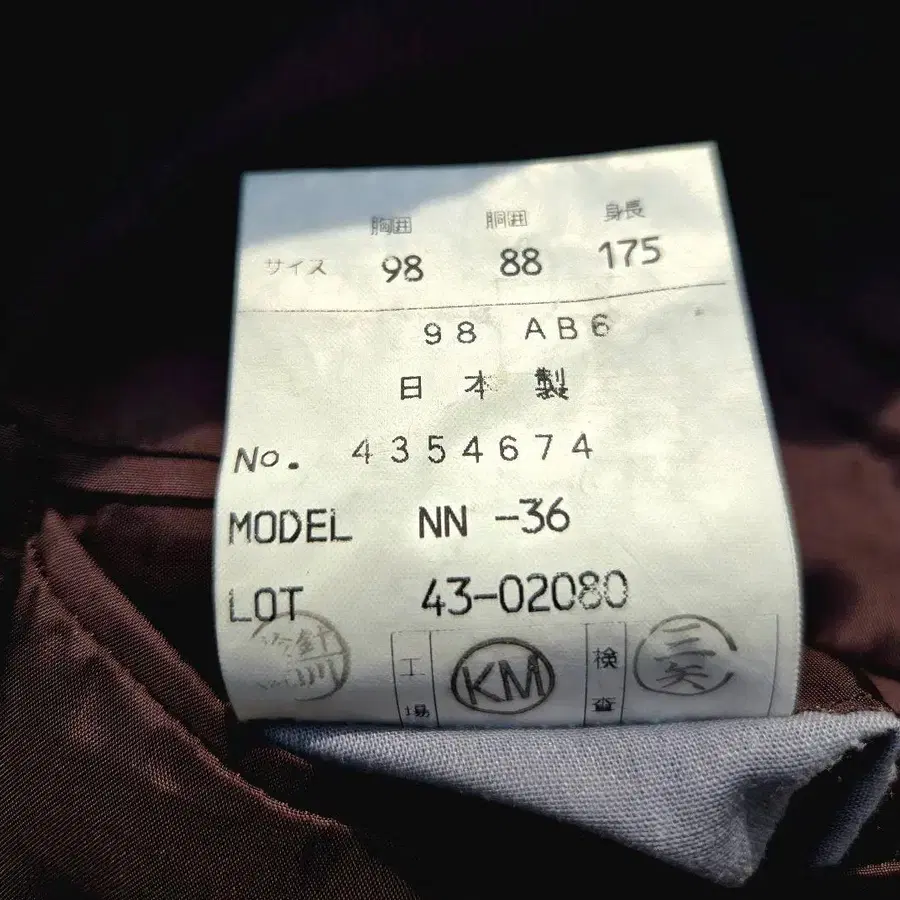 胸囲 胴囲 身長
サイズ 98 88 175
98 AB6
日本製
No. 4354674
MODEL NN -36
LOT 43-02080
工場 KM 検査 三矢